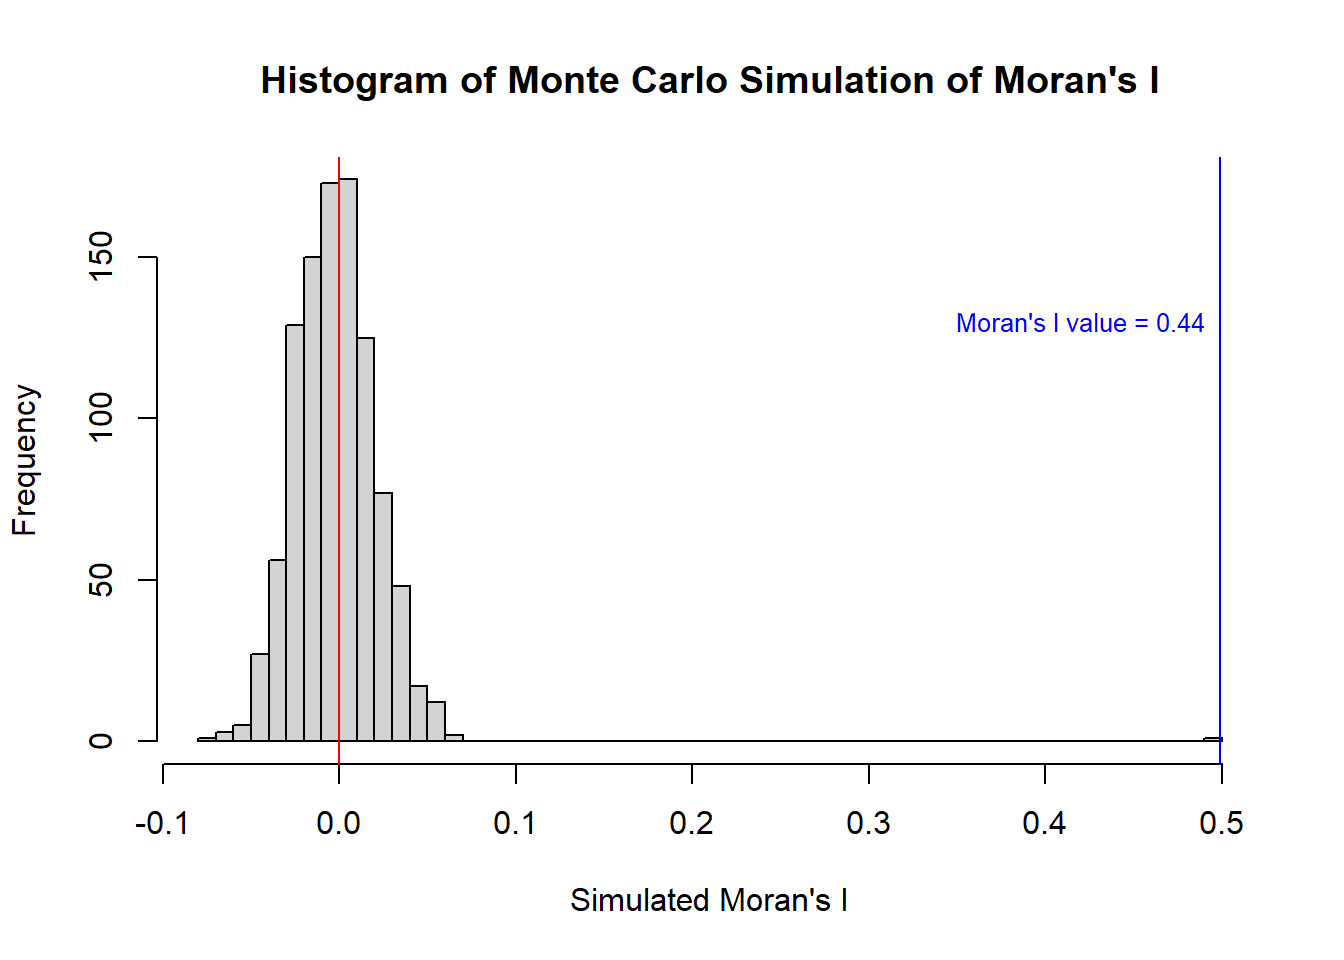 Histogram of Monte Carlo Simulation of Moran's I
Moran's I value = 0.44
Frequency
0
50
100
150
-0.1
0.0
0.1
0.2
0.3
0.4
0.5
Simulated Moran's I